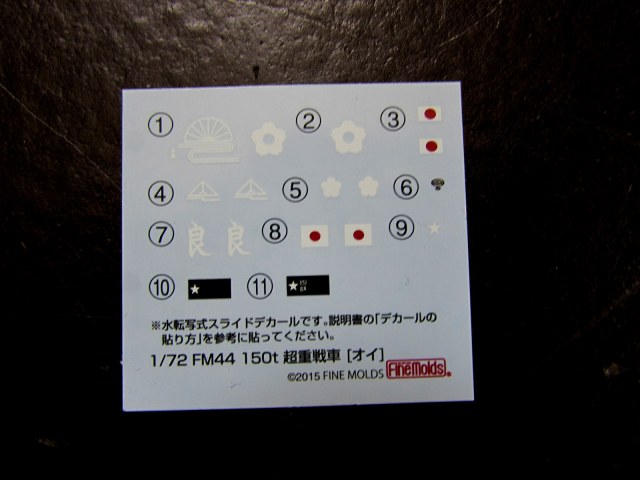 ① ② ③
④ ⑤ ⑥
⑦ 良 良 ⑧ ⑨
⑩ ⑪
※水転写式スライドデカールです。説明書の「デカールの
貼り方」を参考に貼ってください。
1/72 FM44 150t 超重戦車 [オイ]
©2015 FINE MOLDS FineMolds®